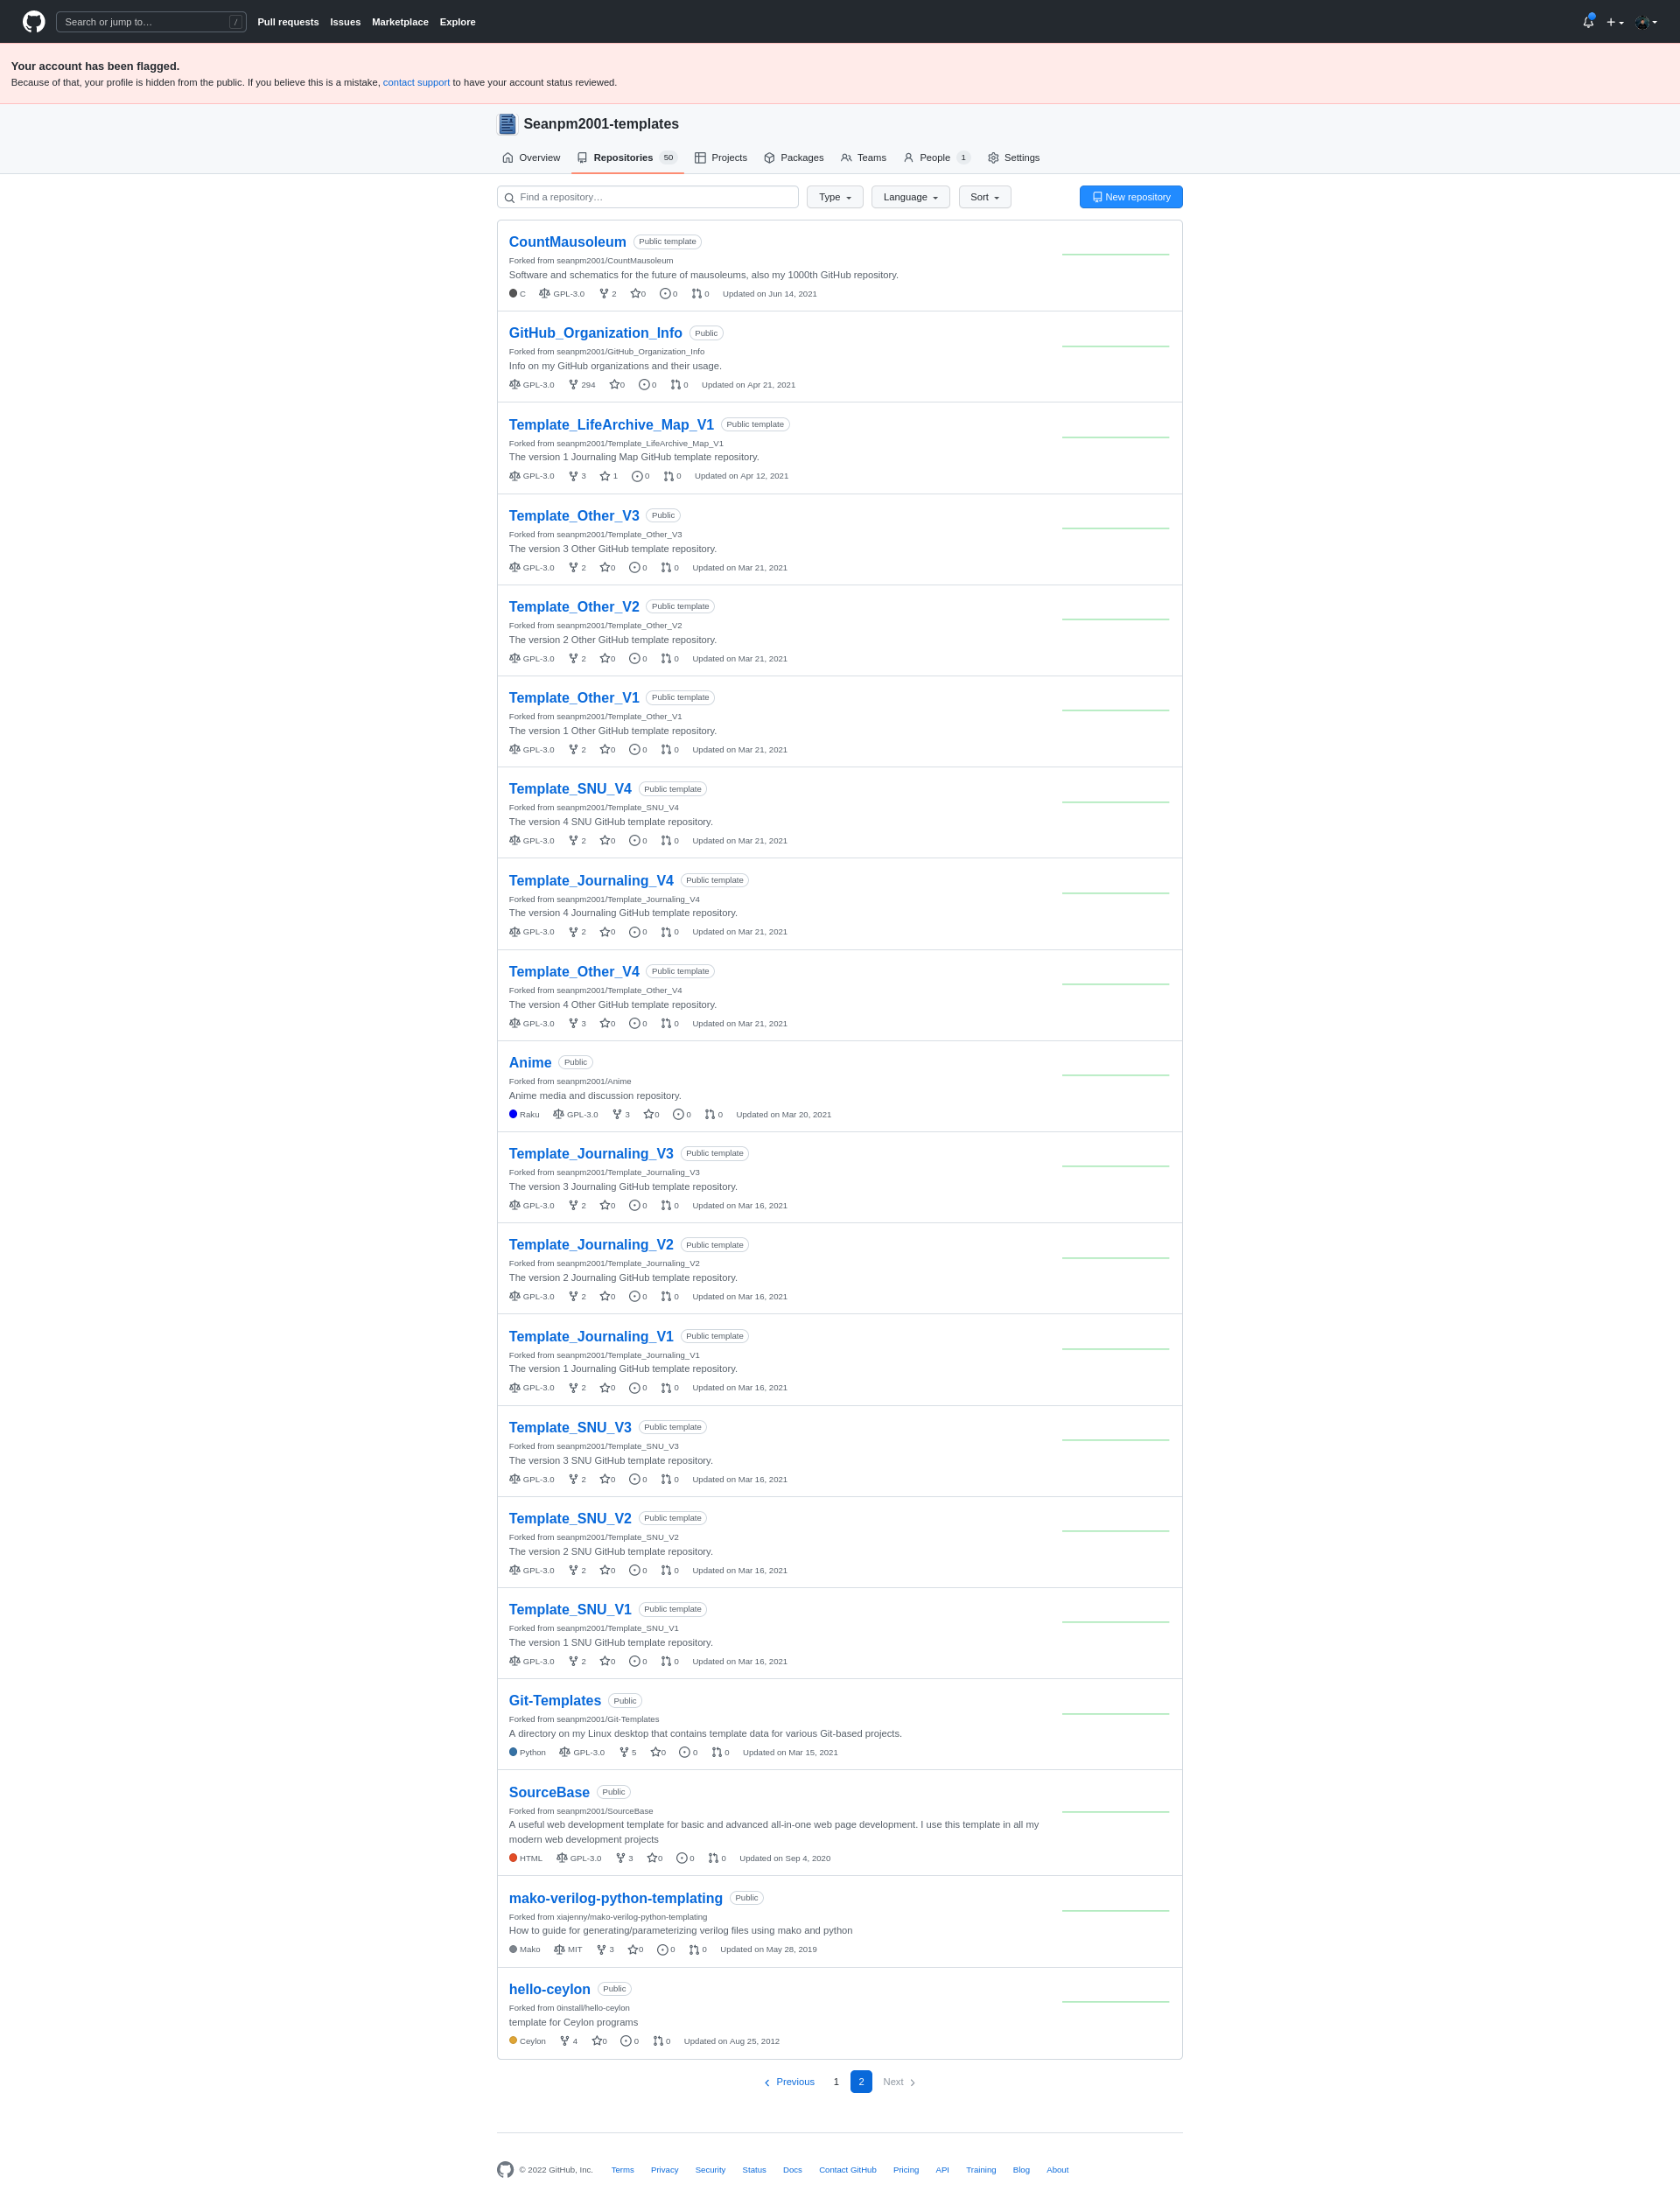 Search or jump to… /
Pull requests Issues Marketplace Explore
Your account has been flagged.
Because of that, your profile is hidden from the public. If you believe this is a mistake, contact support to have your account status reviewed.
Seanpm2001-templates
Overview Repositories 50 Projects Packages Teams People 1 Settings
Find a repository… Type Language Sort New repository
CountMausoleum Public template
Forked from seanpm2001/CountMausoleum
Software and schematics for the future of mausoleums, also my 1000th GitHub repository.
C GPL-3.0 2 0 0 0 Updated on Jun 14, 2021
GitHub_Organization_Info Public
Forked from seanpm2001/GitHub_Organization_Info
Info on my GitHub organizations and their usage.
GPL-3.0 294 0 0 0 Updated on Apr 21, 2021
Template_LifeArchive_Map_V1 Public template
Forked from seanpm2001/Template_LifeArchive_Map_V1
The version 1 Journaling Map GitHub template repository.
GPL-3.0 3 1 0 0 Updated on Apr 12, 2021
Template_Other_V3 Public
Forked from seanpm2001/Template_Other_V3
The version 3 Other GitHub template repository.
GPL-3.0 2 0 0 0 Updated on Mar 21, 2021
Template_Other_V2 Public template
Forked from seanpm2001/Template_Other_V2
The version 2 Other GitHub template repository.
GPL-3.0 2 0 0 0 Updated on Mar 21, 2021
Template_Other_V1 Public template
Forked from seanpm2001/Template_Other_V1
The version 1 Other GitHub template repository.
GPL-3.0 2 0 0 0 Updated on Mar 21, 2021
Template_SNU_V4 Public template
Forked from seanpm2001/Template_SNU_V4
The version 4 SNU GitHub template repository.
GPL-3.0 2 0 0 0 Updated on Mar 21, 2021
Template_Journaling_V4 Public template
Forked from seanpm2001/Template_Journaling_V4
The version 4 Journaling GitHub template repository.
GPL-3.0 2 0 0 0 Updated on Mar 21, 2021
Template_Other_V4 Public template
Forked from seanpm2001/Template_Other_V4
The version 4 Other GitHub template repository.
GPL-3.0 3 0 0 0 Updated on Mar 21, 2021
Anime Public
Forked from seanpm2001/Anime
Anime media and discussion repository.
Raku GPL-3.0 3 0 0 0 Updated on Mar 20, 2021
Template_Journaling_V3 Public template
Forked from seanpm2001/Template_Journaling_V3
The version 3 Journaling GitHub template repository.
GPL-3.0 2 0 0 0 Updated on Mar 16, 2021
Template_Journaling_V2 Public template
Forked from seanpm2001/Template_Journaling_V2
The version 2 Journaling GitHub template repository.
GPL-3.0 2 0 0 0 Updated on Mar 16, 2021
Template_Journaling_V1 Public template
Forked from seanpm2001/Template_Journaling_V1
The version 1 Journaling GitHub template repository.
GPL-3.0 2 0 0 0 Updated on Mar 16, 2021
Template_SNU_V3 Public template
Forked from seanpm2001/Template_SNU_V3
The version 3 SNU GitHub template repository.
GPL-3.0 2 0 0 0 Updated on Mar 16, 2021
Template_SNU_V2 Public template
Forked from seanpm2001/Template_SNU_V2
The version 2 SNU GitHub template repository.
GPL-3.0 2 0 0 0 Updated on Mar 16, 2021
Template_SNU_V1 Public template
Forked from seanpm2001/Template_SNU_V1
The version 1 SNU GitHub template repository.
GPL-3.0 2 0 0 0 Updated on Mar 16, 2021
Git-Templates Public
Forked from seanpm2001/Git-Templates
A directory on my Linux desktop that contains template data for various Git-based projects.
Python GPL-3.0 5 0 0 0 Updated on Mar 15, 2021
SourceBase Public
Forked from seanpm2001/SourceBase
A useful web development template for basic and advanced all-in-one web page development. I use this template in all my
modern web development projects
HTML GPL-3.0 3 0 0 0 Updated on Sep 4, 2020
mako-verilog-python-templating Public
Forked from xiajenny/mako-verilog-python-templating
How to guide for generating/parameterizing verilog files using mako and python
Mako MIT 3 0 0 0 Updated on May 28, 2019
hello-ceylon Public
Forked from 0install/hello-ceylon
template for Ceylon programs
Ceylon 4 0 0 0 Updated on Aug 25, 2012
Previous 1 2 Next
© 2022 GitHub, Inc. Terms Privacy Security Status Docs Contact GitHub Pricing API Training Blog About